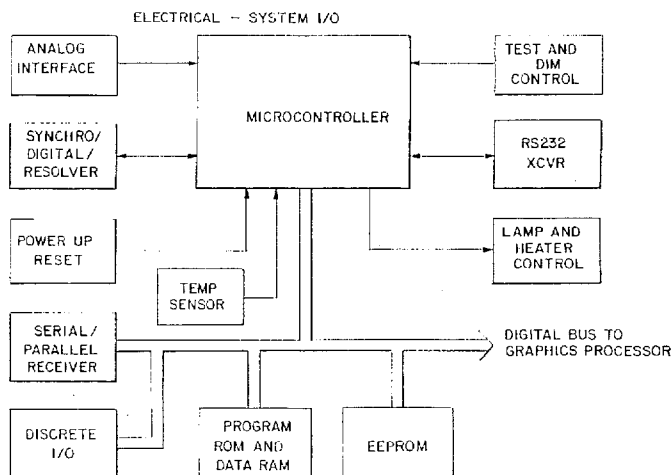 ELECTRICAL - SYSTEM I/O
ANALOG
INTERFACE
TEST AND
DIM
CONTROL
MICROCONTROLLER
SYNCHRO/
DIGITAL/
RESOLVER
RS232
XCVR
POWER UP
RESET
LAMP AND
HEATER
CONTROL
TEMP
SENSOR
SERIAL/
PARALLEL
RECEIVER
DIGITAL BUS TO
GRAPHICS PROCESSOR
DISCRETE
I/O
PROGRAM
ROM AND
DATA RAM
EEPROM